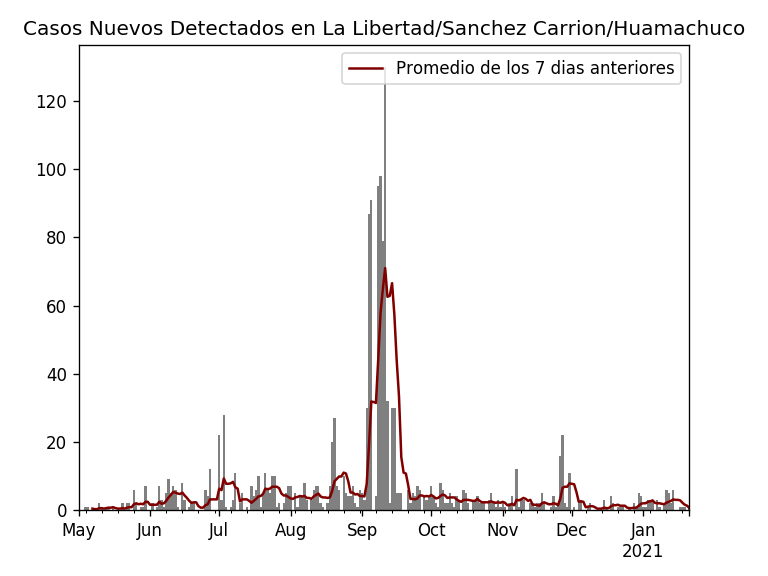 Casos Nuevos Detectados en La Libertad/Sanchez Carrion/Huamachuco
Promedio de los 7 dias anteriores
120
100
80
60
40
20
0
May Jun Jul Aug Sep Oct Nov Dec Jan
2021